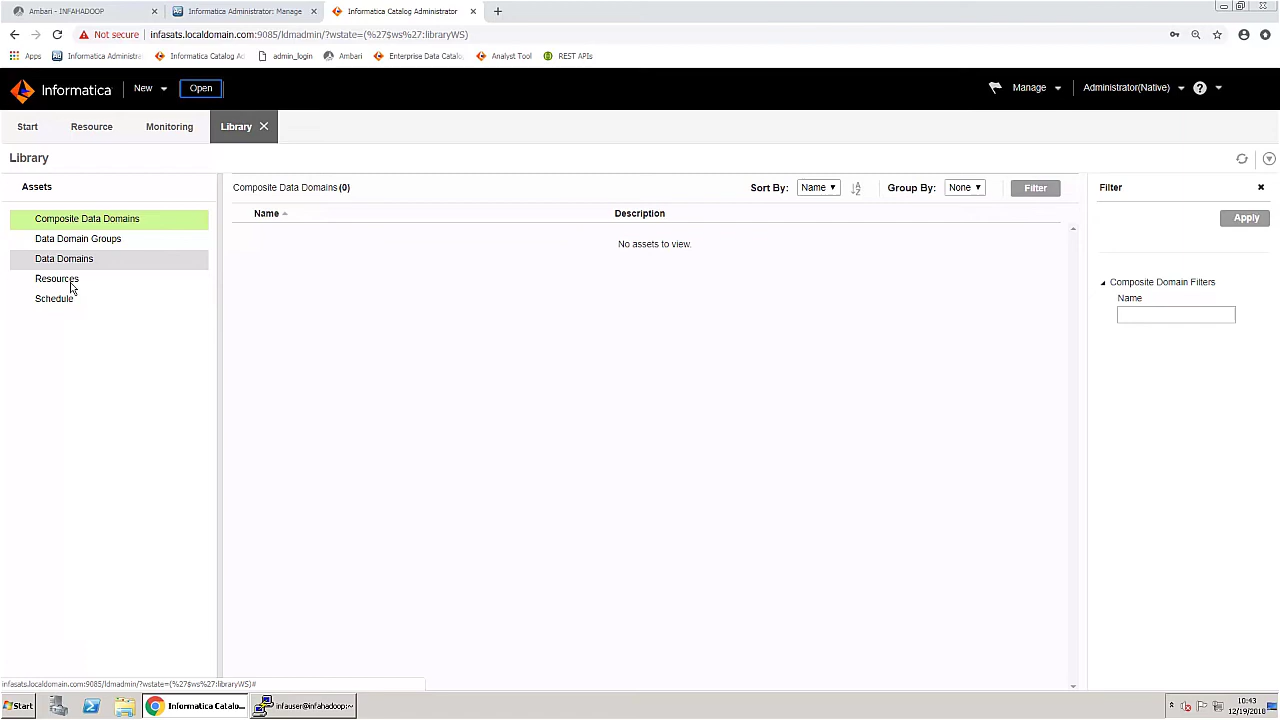 Ambari - INFAHADOOP
Informatica Administrator: Manage
Informatica Catalog Administrator
Not secure
infasats.localdomain.com:9085/ldmadmin/?wstate=(%27$ws%27:libraryWS)
Apps
Informatica Administra
Informatica Catalog Ad
admin_login
Ambari
Enterprise Data Catalo
Analyst Tool
REST APIs
Informatica
New
Open
Manage
Administrator(Native)
?
Start
Resource
Monitoring
Library
Library
Assets
Composite Data Domains
Data Domain Groups
Data Domains
Resources
Schedule
Composite Data Domains (0)
Sort By:
Name
Group By:
None
Filter
Name
Description
No assets to view.
Filter
Apply
Composite Domain Filters
Name
infasats.localdomain.com:9085/ldmadmin/?wstate=(%27$ws%27:libraryWS)#
Start
Informatica Catalo...
infauser@infahadoop:~
10:43
12/19/2018